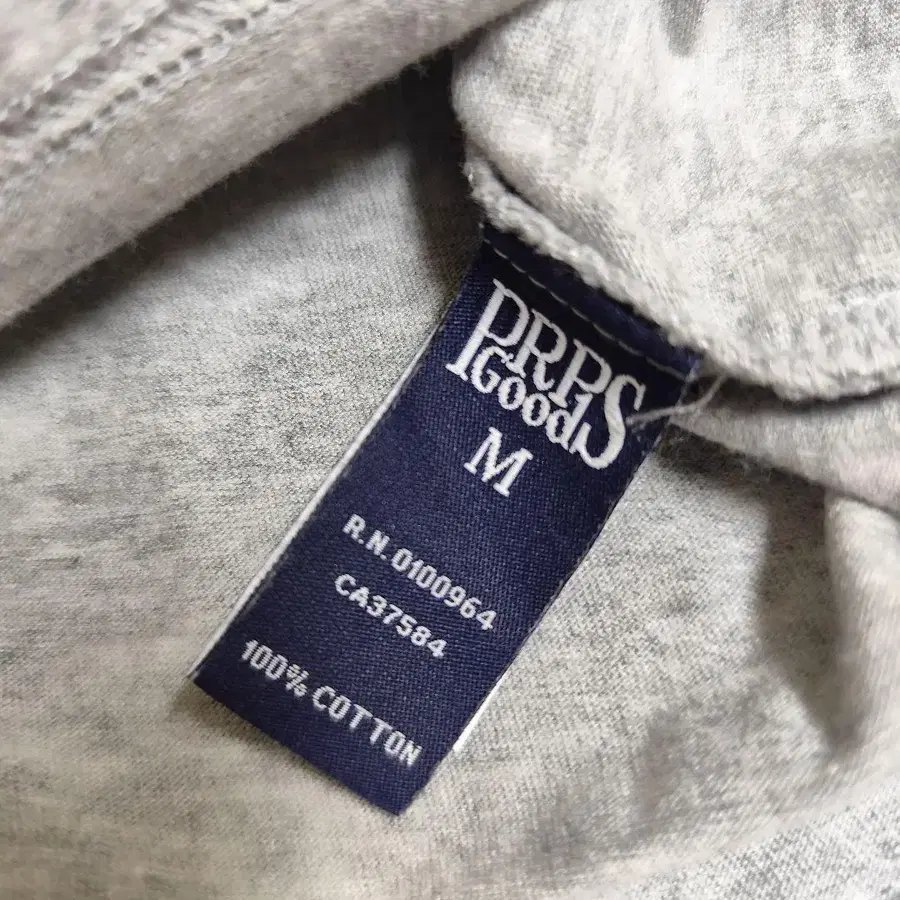 PRPS
Goods
M
R.N.0100964
CA37584
100% COTTON